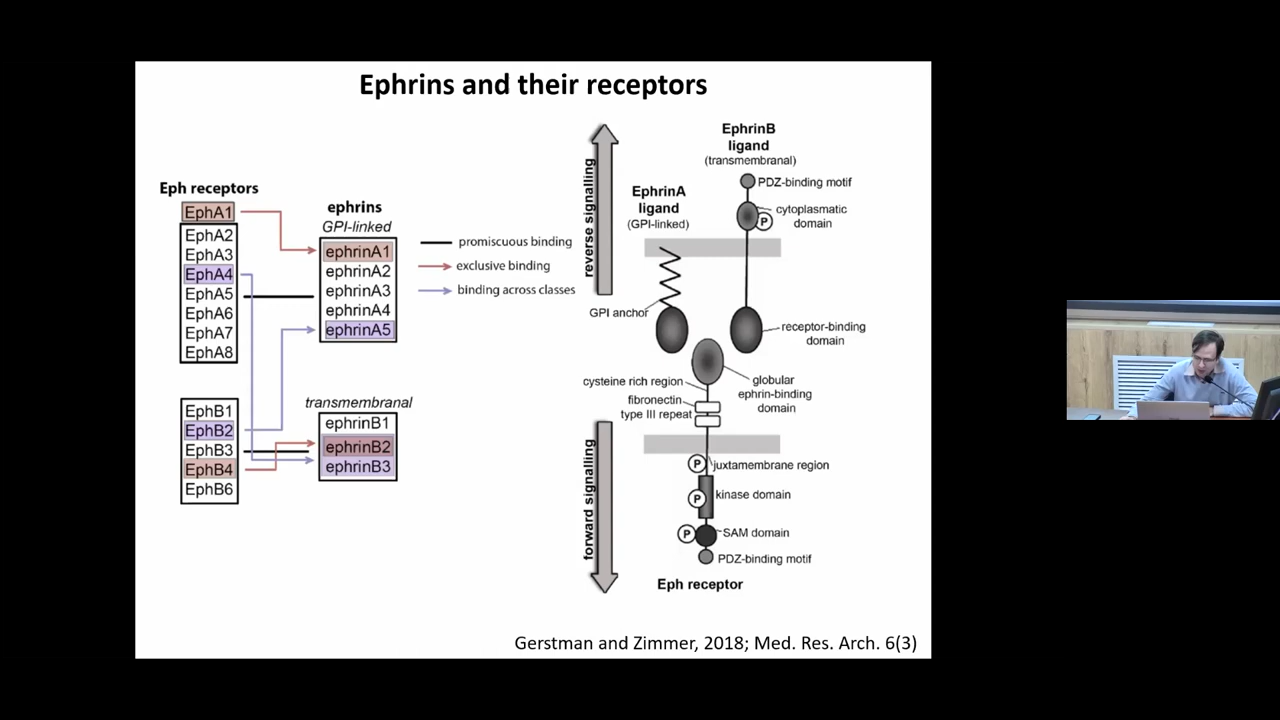 Ephrins and their receptors
Eph receptors
EphA1
EphA2
EphA3
EphA4
EphA5
EphA6
EphA7
EphA8
EphB1
EphB2
EphB3
EphB4
EphB6
ephrins
GPI-linked
ephrinA1
ephrinA2
ephrinA3
ephrinA4
ephrinA5
transmembranal
ephrinB1
ephrinB2
ephrinB3
promiscuous binding
exclusive binding
binding across classes
reverse signalling
forward signalling
EphrinA
ligand
(GPI-linked)
EphrinB
ligand
(transmembranal)
PDZ-binding motif
cytoplasmatic
domain
P
GPI anchor
receptor-binding
domain
cysteine rich region
globular
ephrin-binding
domain
fibronectin
type III repeat
P
juxtamembrane region
P
kinase domain
P
SAM domain
PDZ-binding motif
Eph receptor
Gerstman and Zimmer, 2018; Med. Res. Arch. 6(3)